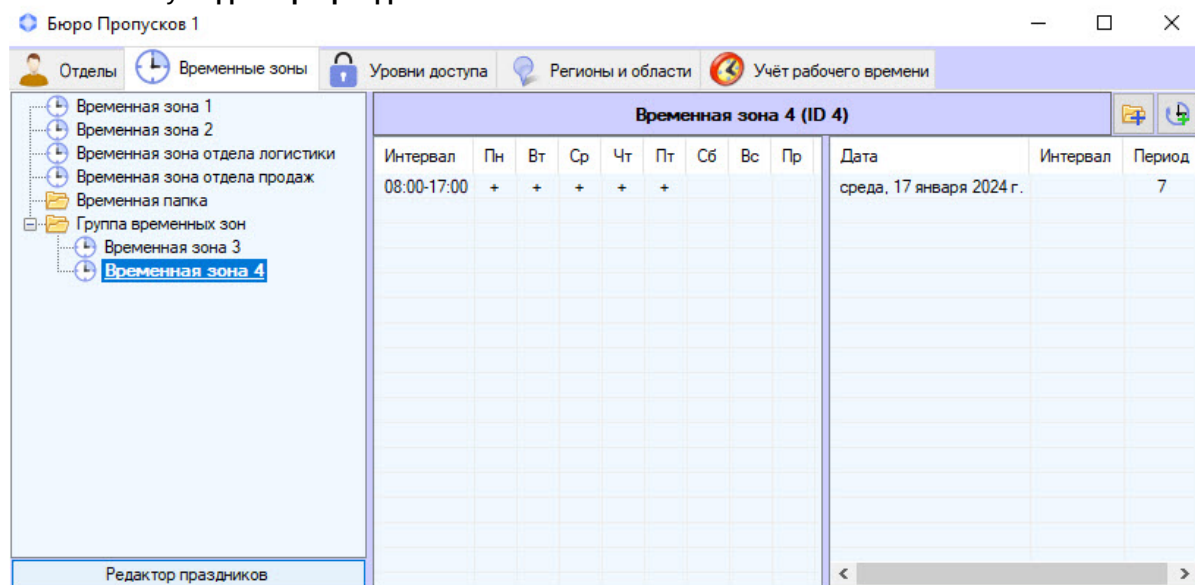 Бюро Пропусков 1
Отделы Временные зоны Уровни доступа Регионы и области Учёт рабочего времени
Временная зона 1
Временная зона 2
Временная зона отдела логистики
Временная зона отдела продаж
Временная папка
Группа временных зон
Временная зона 3
Временная зона 4
Редактор праздников
Временная зона 4 (ID 4)
Интервал Пн Вт Ср Чт Пт Сб Вс Пр
08:00-17:00 + + + + +
Дата Интервал Период
среда, 17 января 2024 г. 7